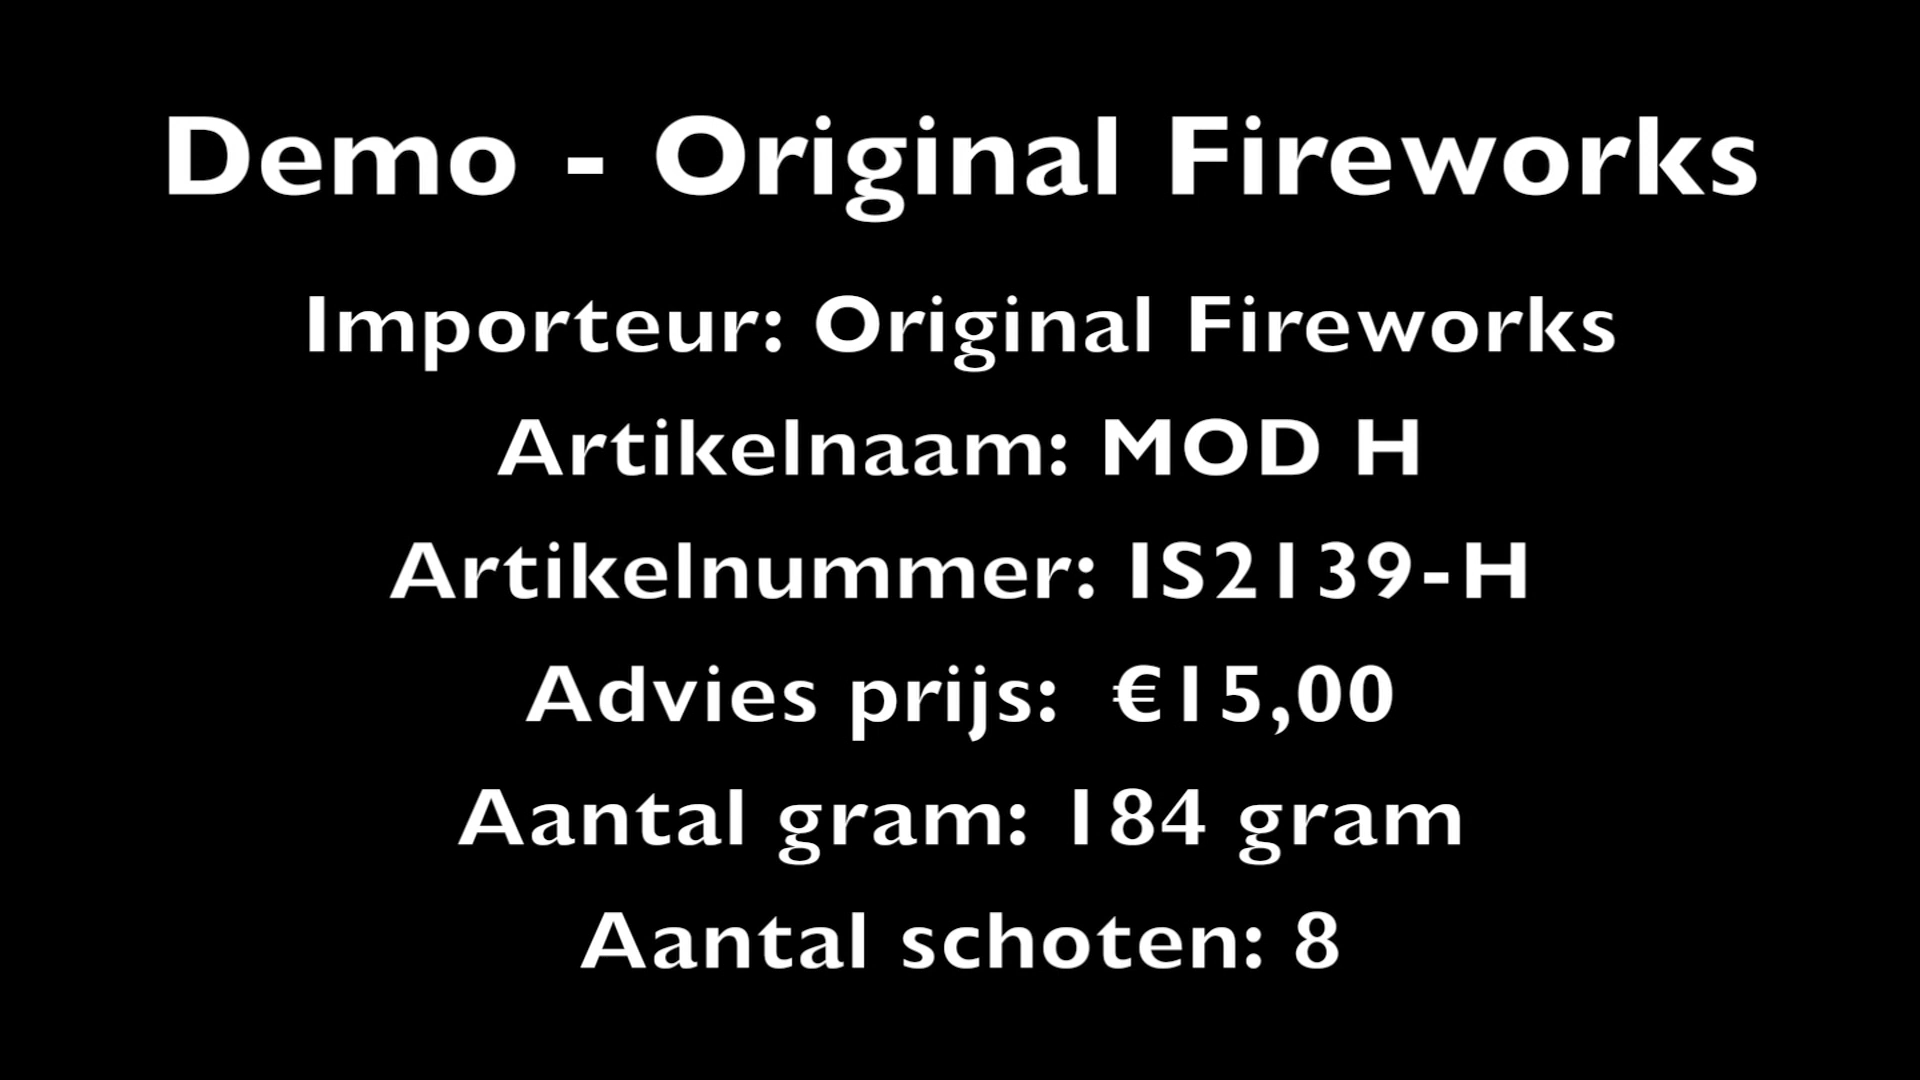 Demo - Original Fireworks
Importeur: Original Fireworks
Artikelnaam: MOD H
Artikelnummer: IS2139-H
Advies prijs:  €15,00
Aantal gram: 184 gram
Aantal schoten: 8